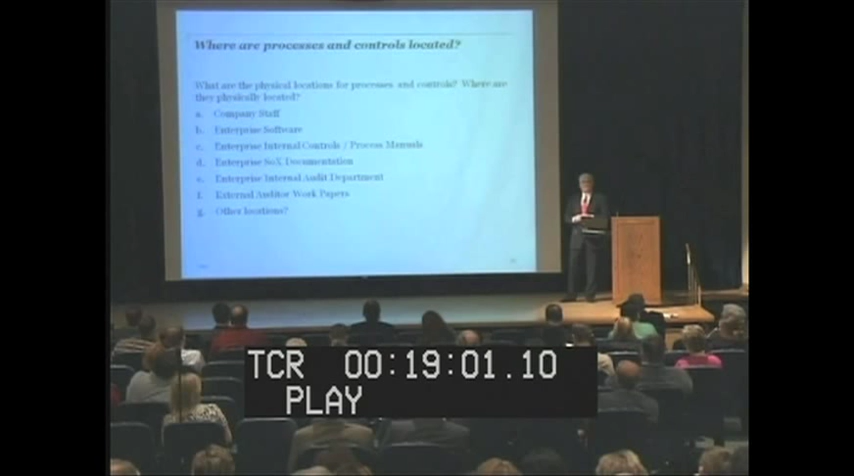 Where are processes and controls located?
What are the physical locations for processes and controls? Where are
they physically located?
a. Company Staff
b. Enterprise Software
c. Enterprise Internal Controls / Process Manuals
d. Enterprise SoX Documentation
e. Enterprise Internal Audit Department
f. External Auditor Work Papers
g. Other locations?
TCR 00:19:01.10
PLAY